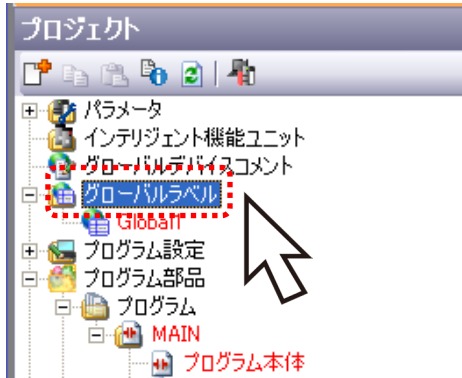 プロジェクト
パラメータ
インテリジェント機能ユニット
グローバルデバイスコメント
グローバルラベル
Global1
プログラム設定
プログラム部品
プログラム
MAIN
プログラム本体